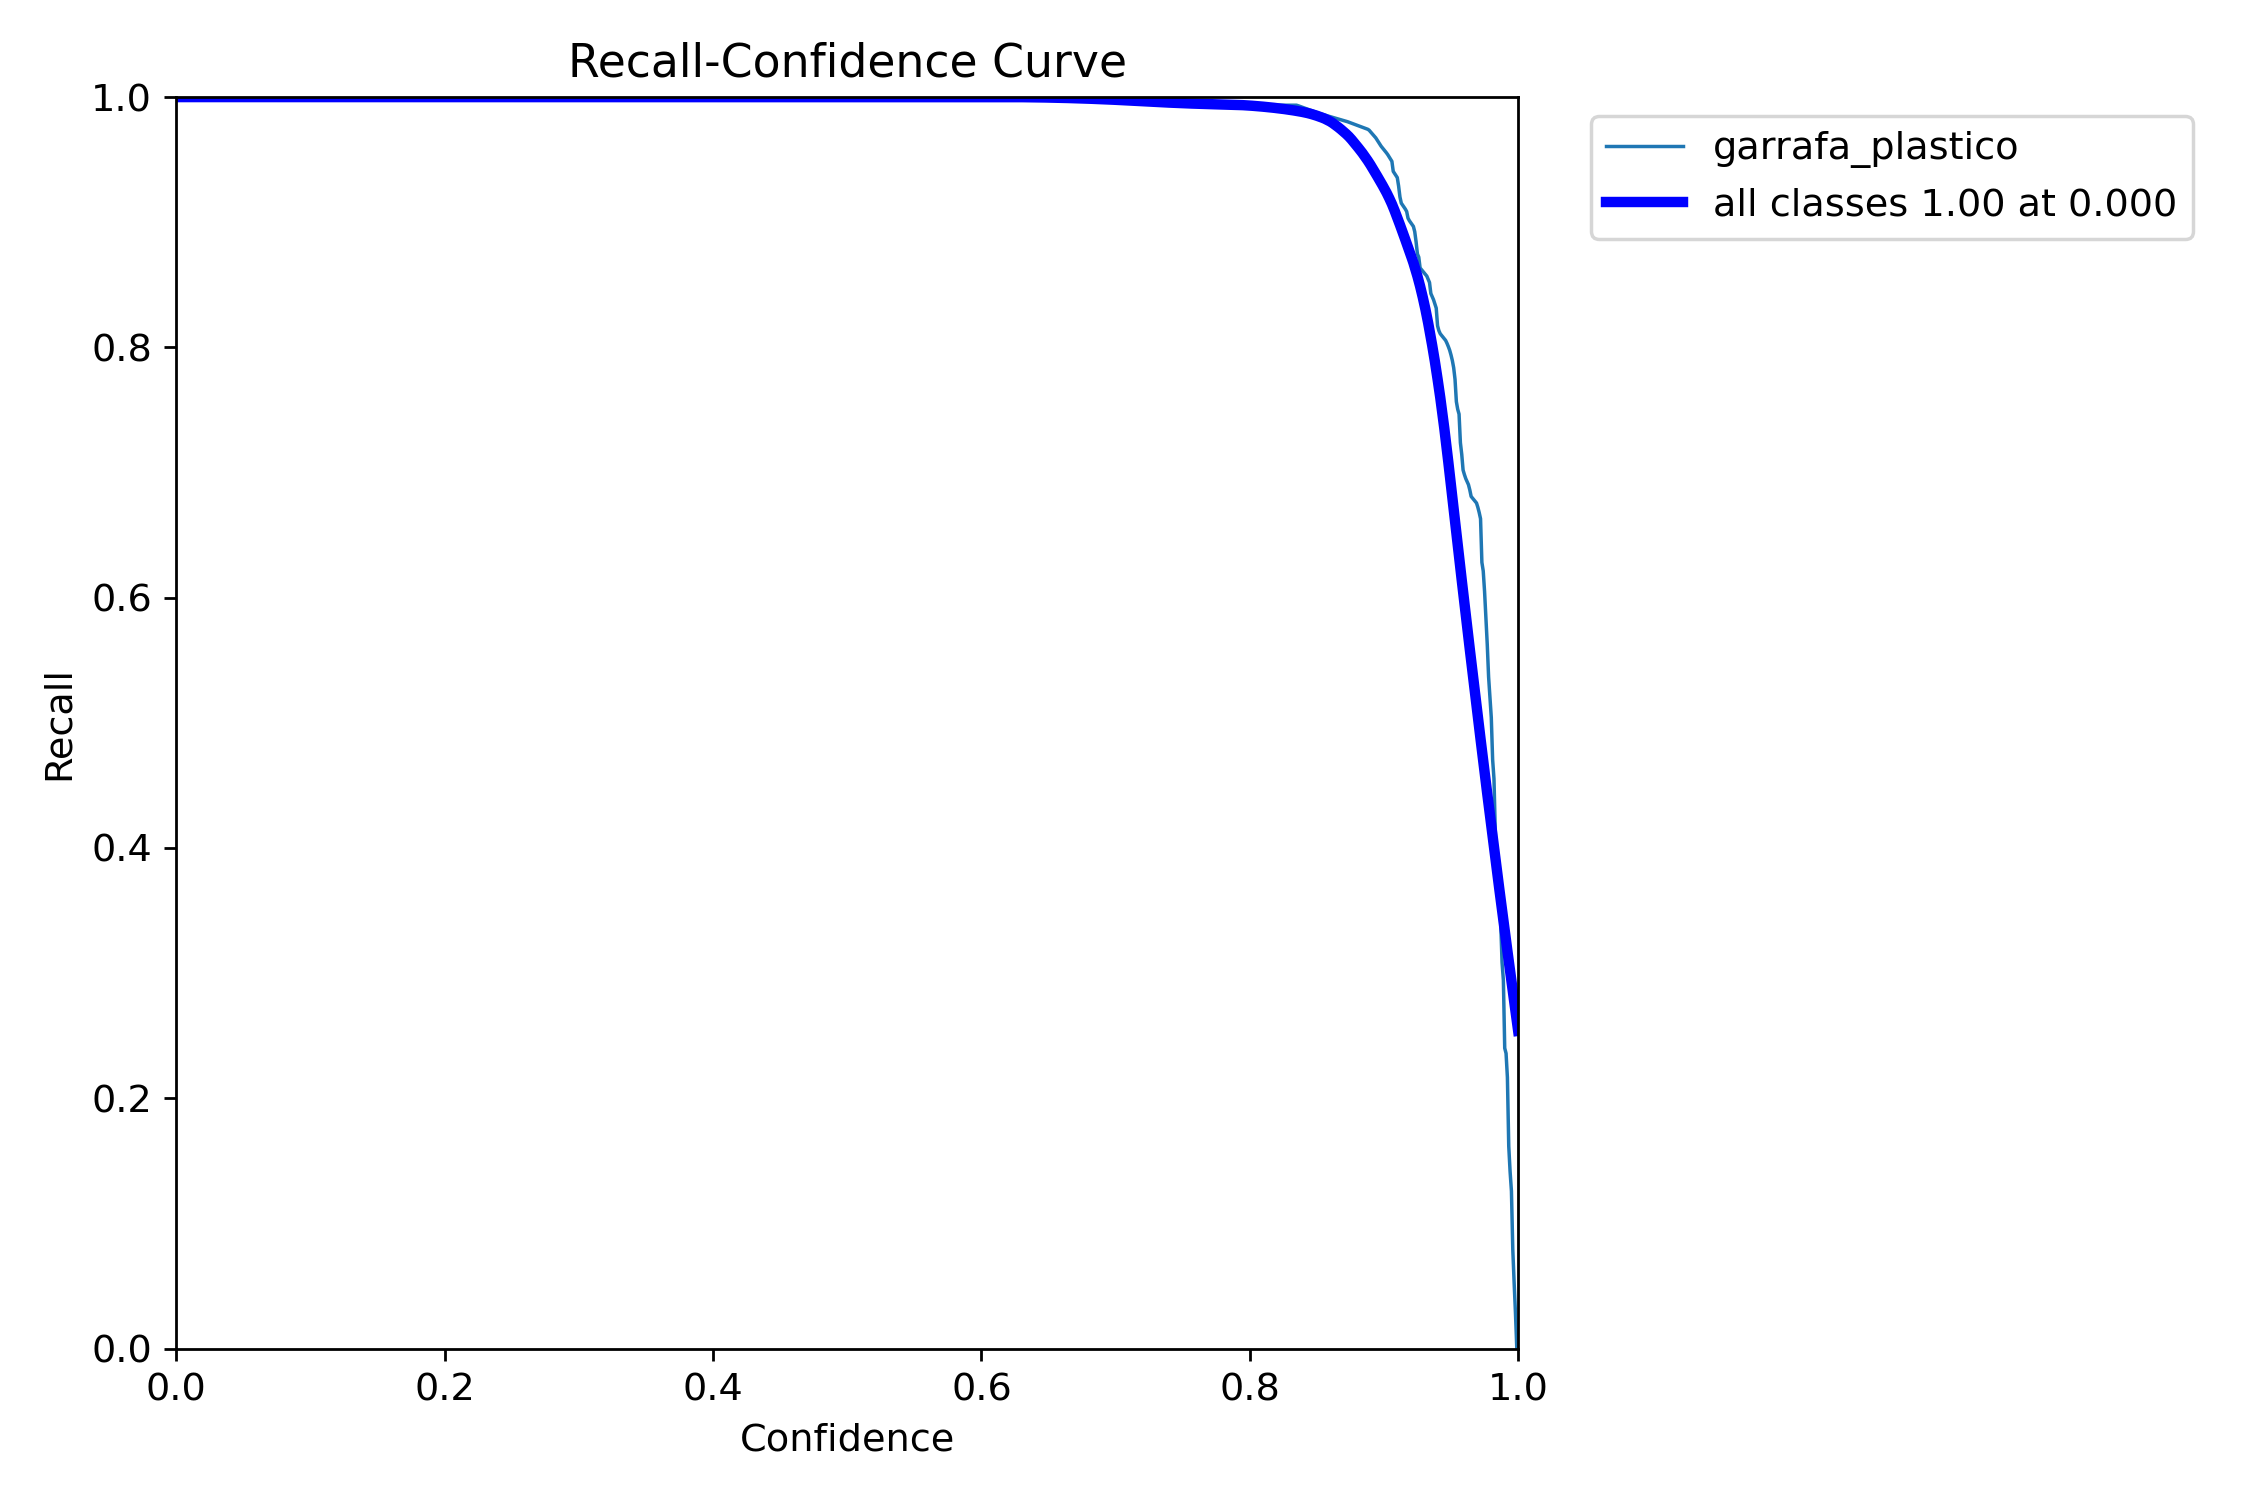 Recall-Confidence Curve
garrafa_plastico
all classes 1.00 at 0.000
1.0
0.8
0.6
0.4
0.2
0.0
Recall
0.0 0.2 0.4 0.6 0.8 1.0
Confidence